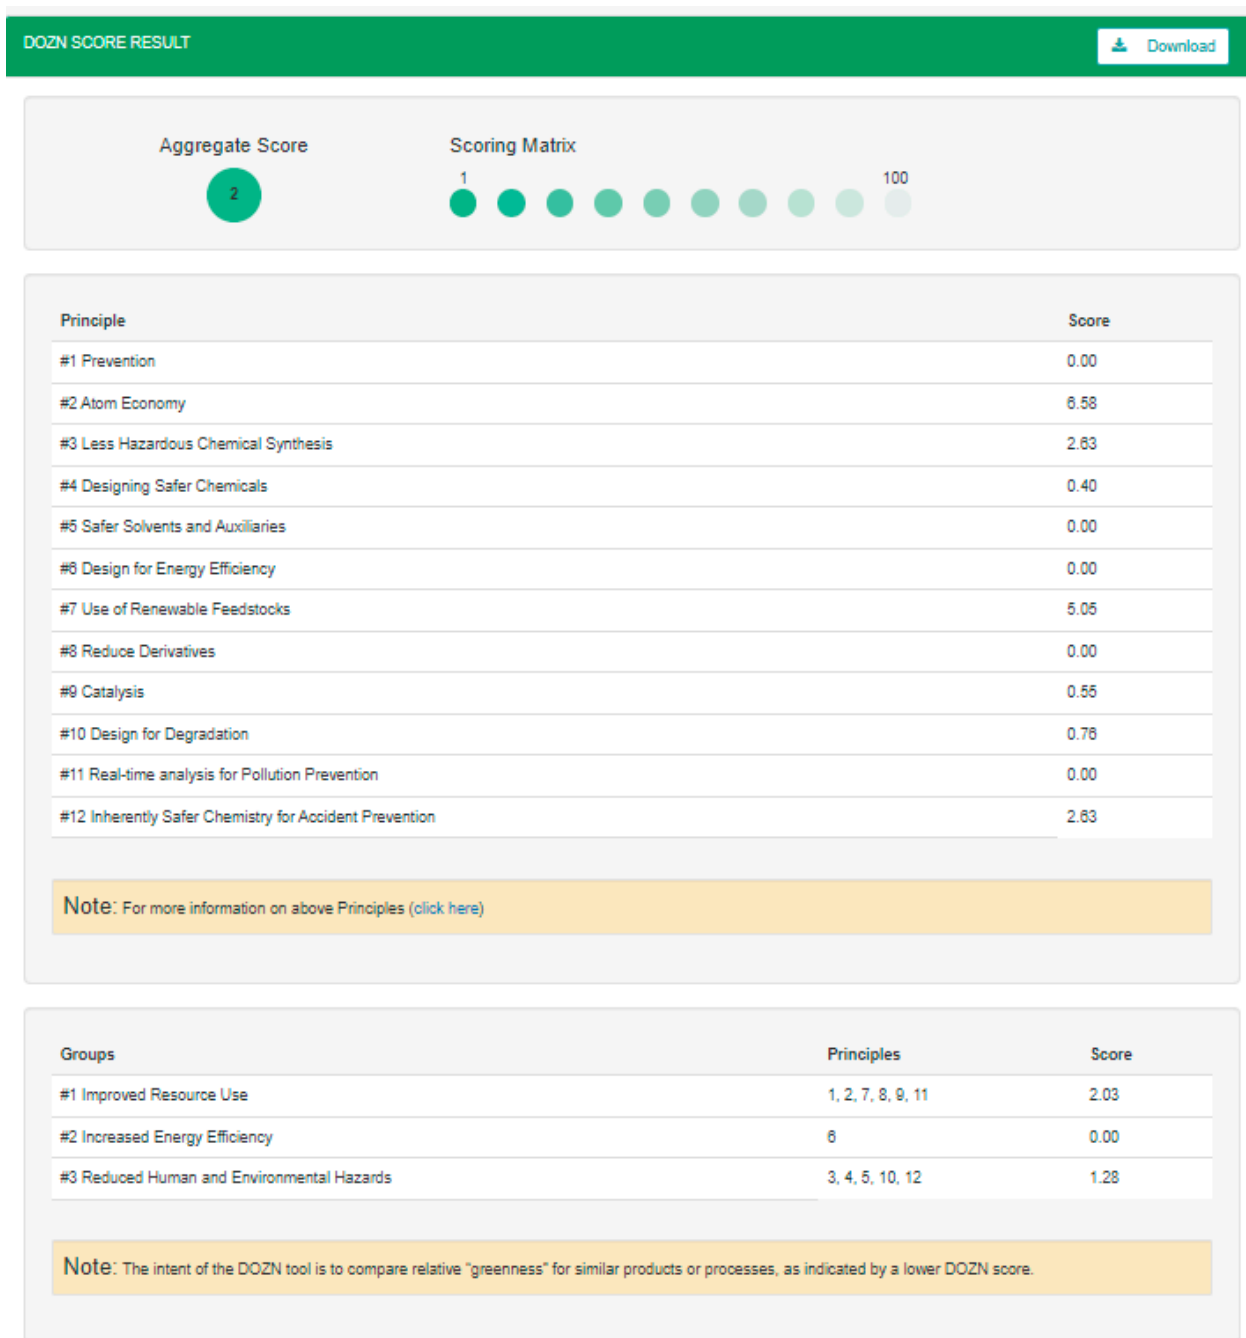 DOZN SCORE RESULT
Download
Aggregate Score
Scoring Matrix
2
1
100
Principle Score
#1 Prevention 0.00
#2 Atom Economy 6.58
#3 Less Hazardous Chemical Synthesis 2.63
#4 Designing Safer Chemicals 0.40
#5 Safer Solvents and Auxiliaries 0.00
#6 Design for Energy Efficiency 0.00
#7 Use of Renewable Feedstocks 5.05
#8 Reduce Derivatives 0.00
#9 Catalysis 0.55
#10 Design for Degradation 0.76
#11 Real-time analysis for Pollution Prevention 0.00
#12 Inherently Safer Chemistry for Accident Prevention 2.63
Note: For more information on above Principles (click here)
Groups Principles Score
#1 Improved Resource Use 1, 2, 7, 8, 9, 11 2.03
#2 Increased Energy Efficiency 6 0.00
#3 Reduced Human and Environmental Hazards 3, 4, 5, 10, 12 1.28
Note: The intent of the DOZN tool is to compare relative "greenness" for similar products or processes, as indicated by a lower DOZN score.